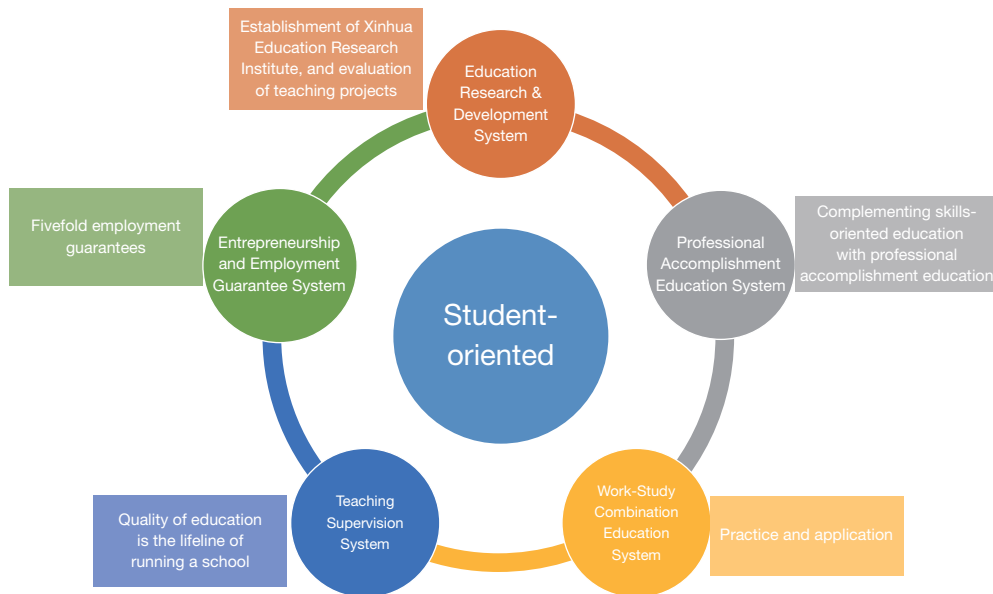 Establishment of Xinhua
Education Research
Institute, and evaluation
of teaching projects
Education
Research &
Development
System
Fivefold employment
guarantees
Entrepreneurship
and Employment
Guarantee System
Professional
Accomplishment
Education System
Complementing skills-
oriented education
with professional
accomplishment education
Student-
oriented
Quality of education
is the lifeline of
running a school
Teaching
Supervision
System
Work-Study
Combination
Education
System
Practice and application